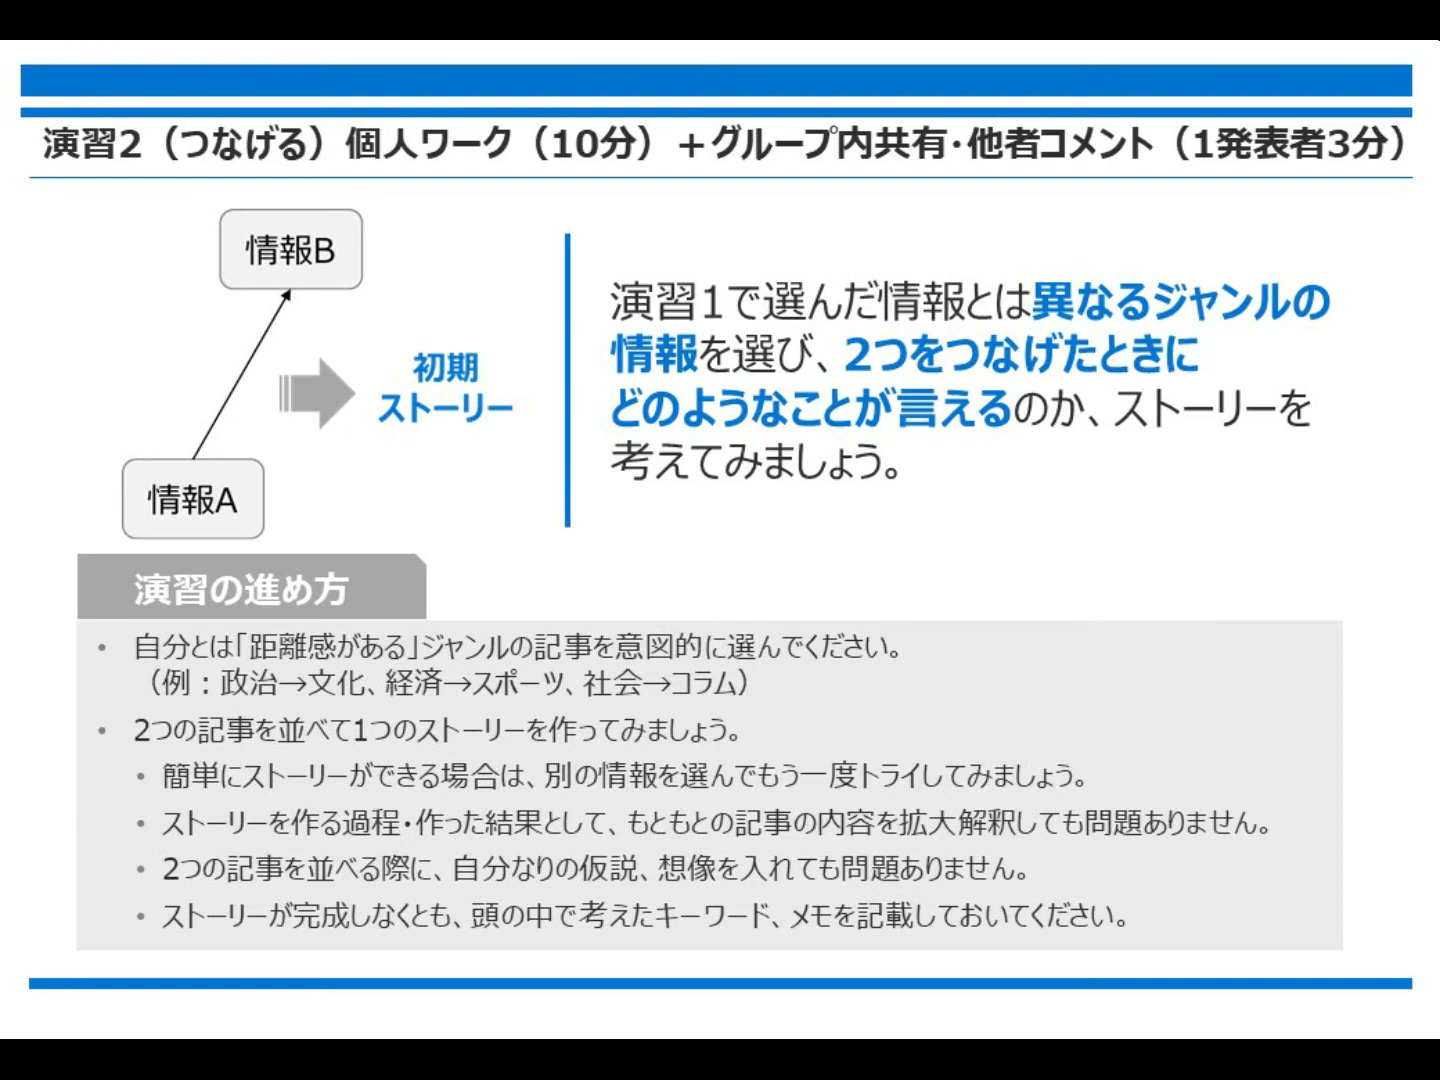 演習2（つなげる）個人ワーク（10分）＋グループ内共有・他者コメント（1発表者3分）
情報B
初期
ストーリー
情報A
演習1で選んだ情報とは異なるジャンルの
情報を選び、2つをつなげたときに
どのようなことが言えるのか、ストーリーを
考えてみましょう。
演習の進め方
• 自分とは「距離感がある」ジャンルの記事を意図的に選んでください。
（例：政治→文化、経済→スポーツ、社会→コラム）
• 2つの記事を並べて1つのストーリーを作ってみましょう。
• 簡単にストーリーができる場合は、別の情報を選んでもう一度トライしてみましょう。
• ストーリーを作る過程・作った結果として、もともとの記事の内容を拡大解釈しても問題ありません。
• 2つの記事を並べる際に、自分なりの仮説、想像を入れても問題ありません。
• ストーリーが完成しなくとも、頭の中で考えたキーワード、メモを記載しておいてください。